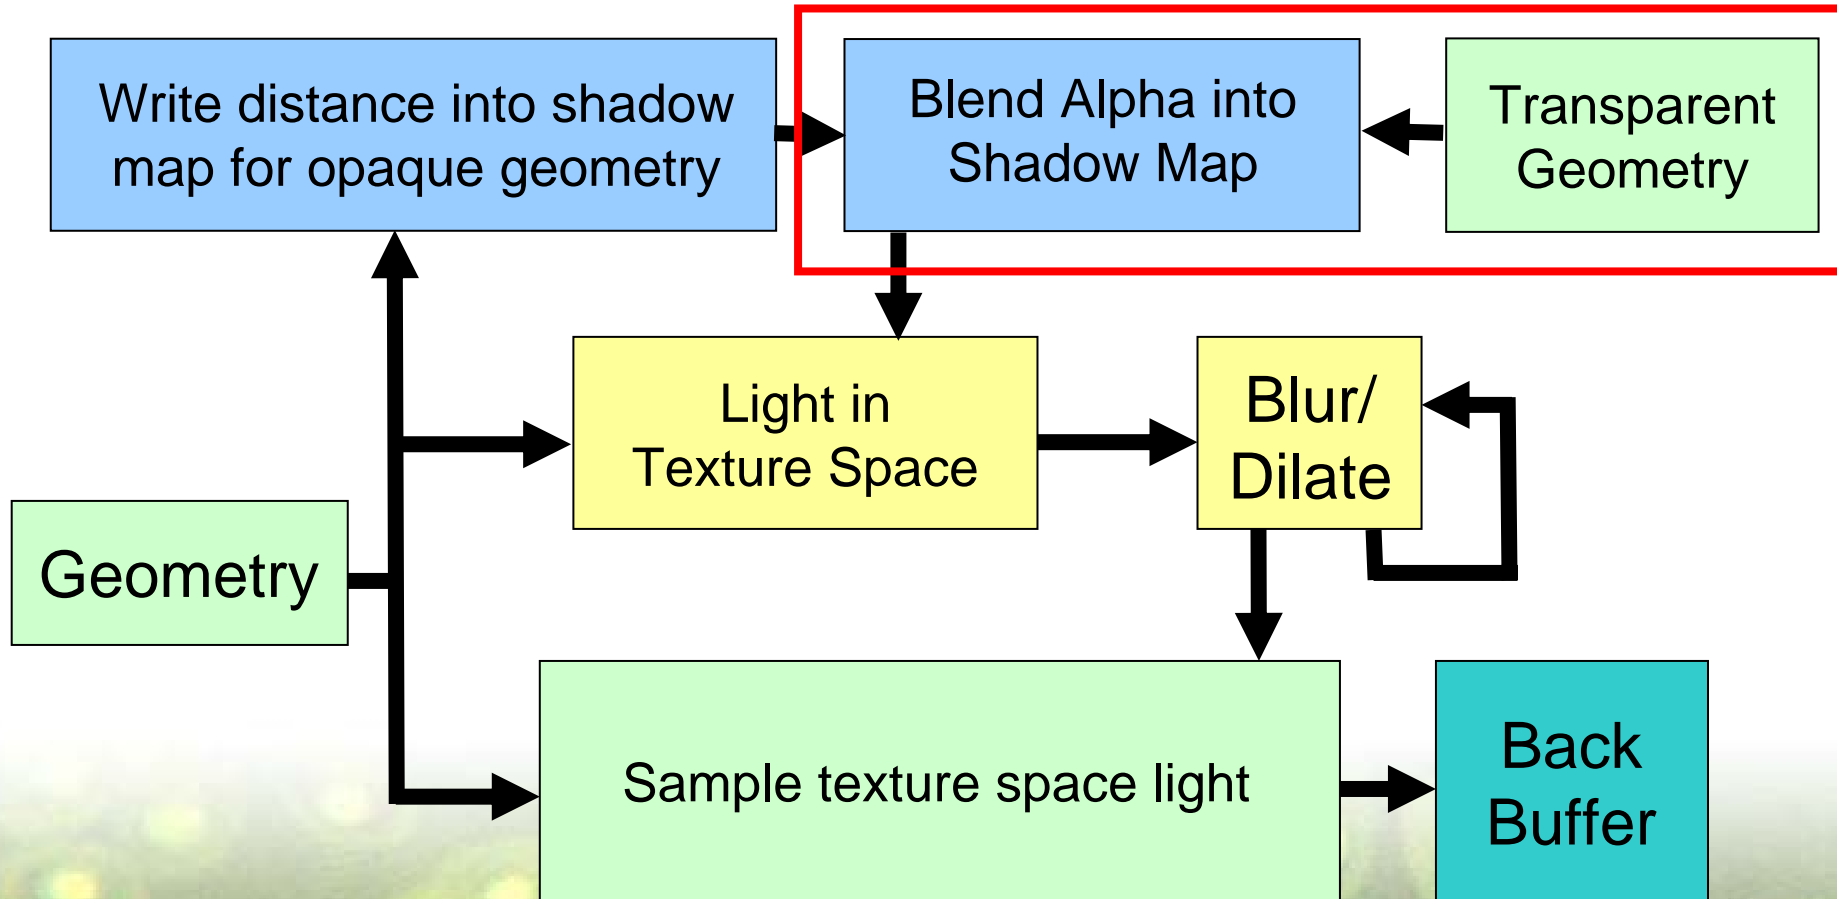 Write distance into shadow
map for opaque geometry
Blend Alpha into
Shadow Map
Transparent
Geometry
Light in
Texture Space
Blur/
Dilate
Geometry
Sample texture space light
Back
Buffer